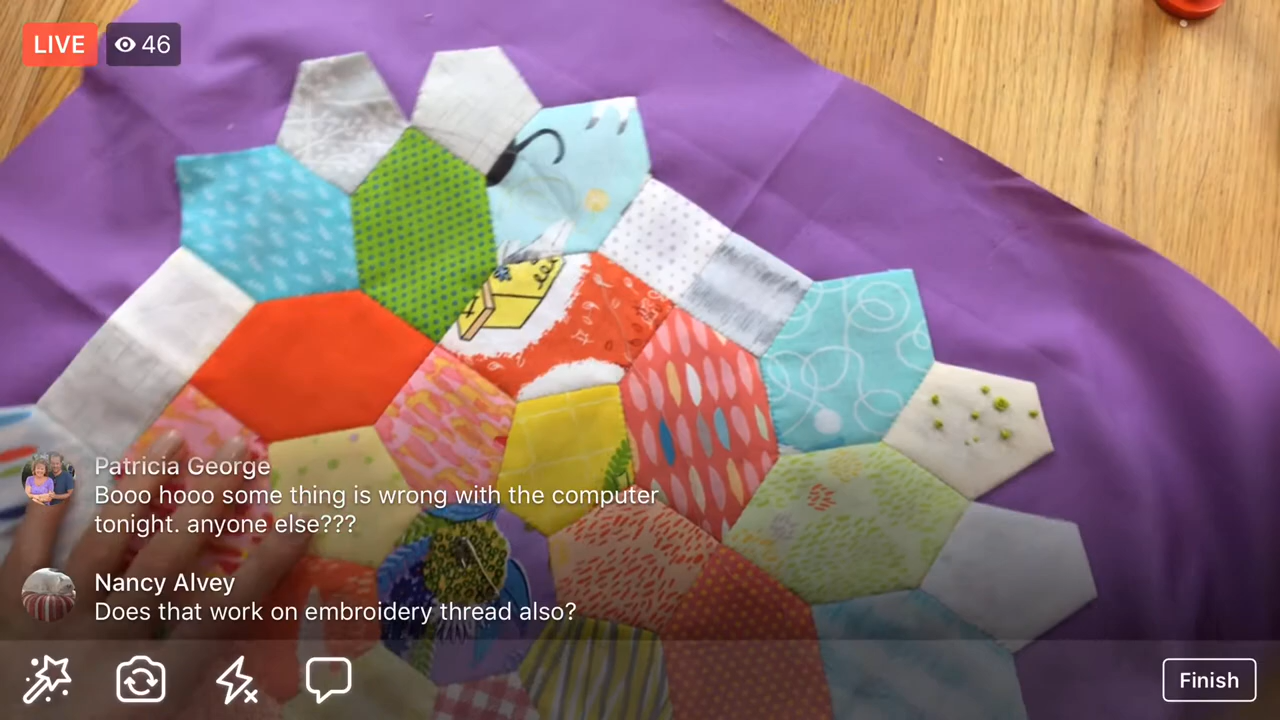 LIVE 46
Patricia George
Booo hooo some thing is wrong with the computer
tonight. anyone else???
Nancy Alvey
Does that work on embroidery thread also?
Finish